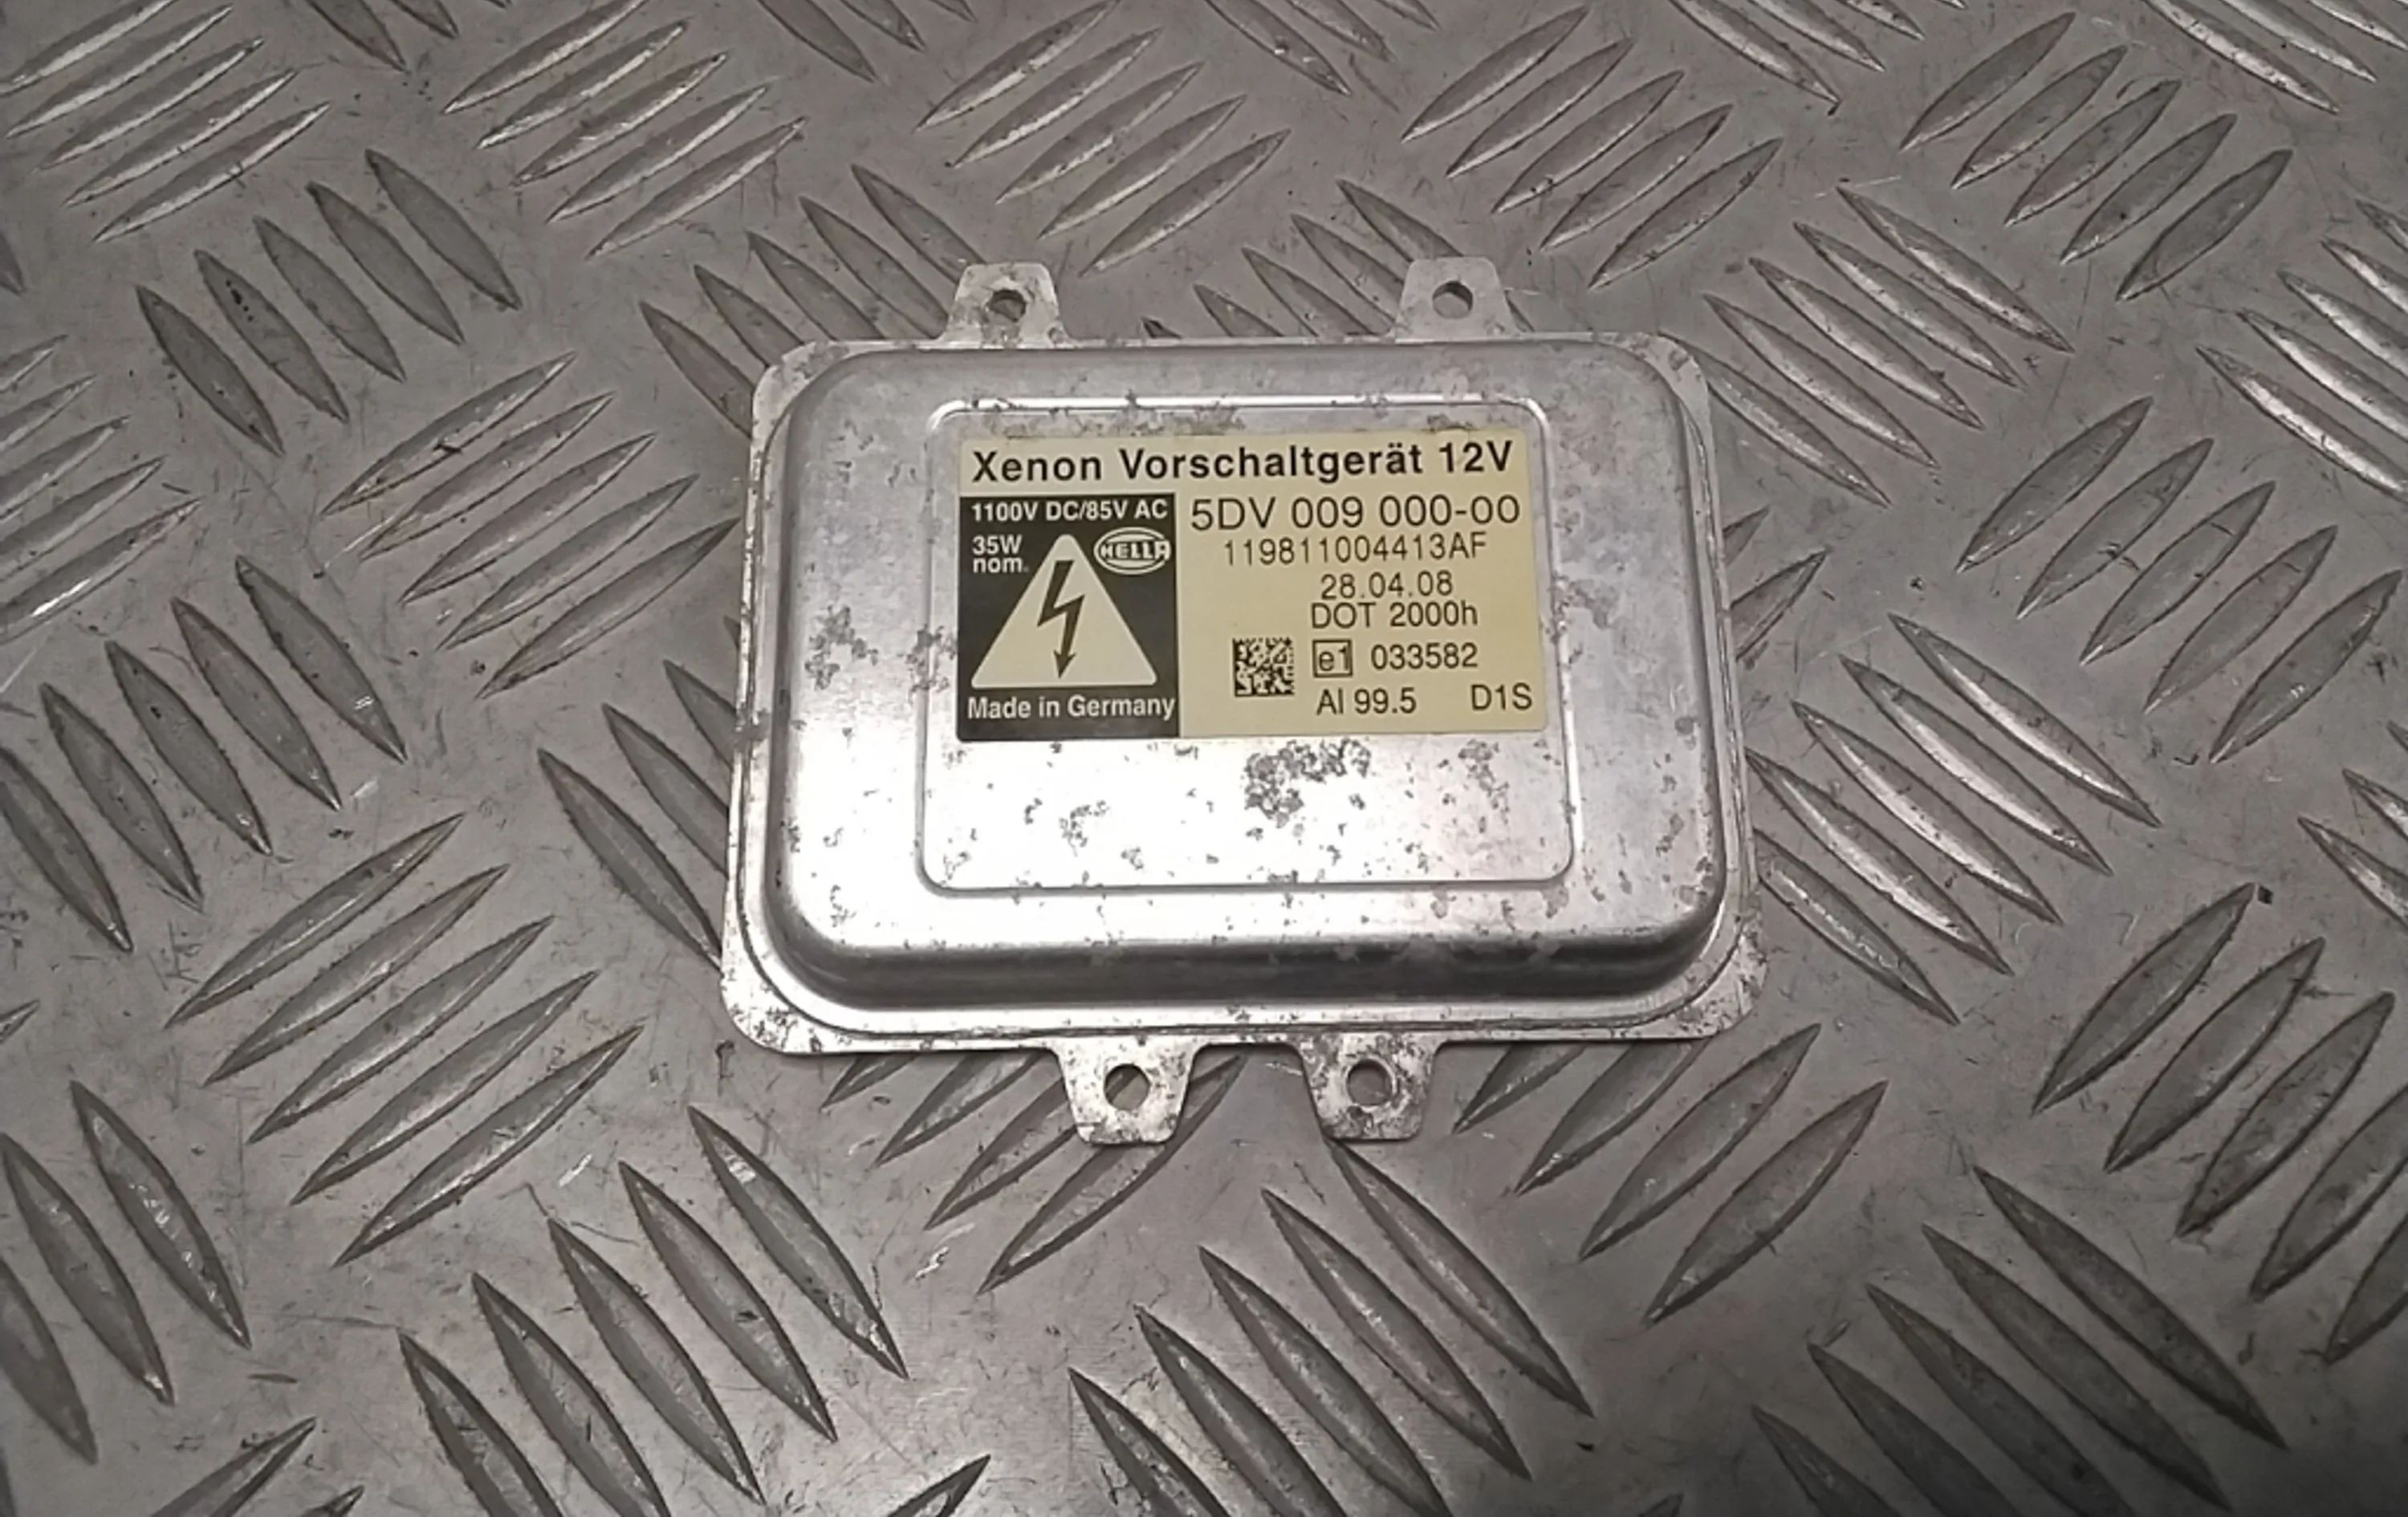 Xenon Vorschaltgerät 12V
1100V DC/85V AC
35W
nom.
HELLA
Made in Germany
5DV 009 000-00
119811004413AF
28.04.08
DOT 2000h
e1 033582
Al 99.5 D1S